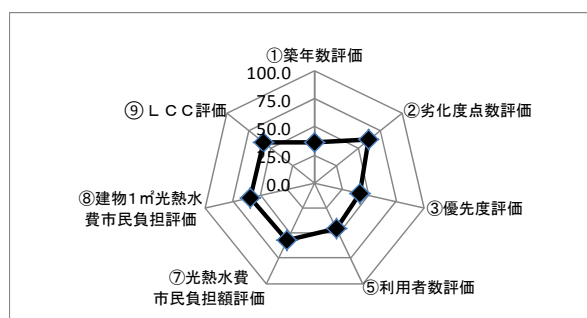 ①築年数評価
100.0
75.0
50.0
25.0
0.0
②劣化度点数評価
③優先度評価
⑤利用者数評価
⑦光熱水費
市民負担額評価
⑧建物1㎡光熱水
費市民負担評価
⑨ＬＣＣ評価